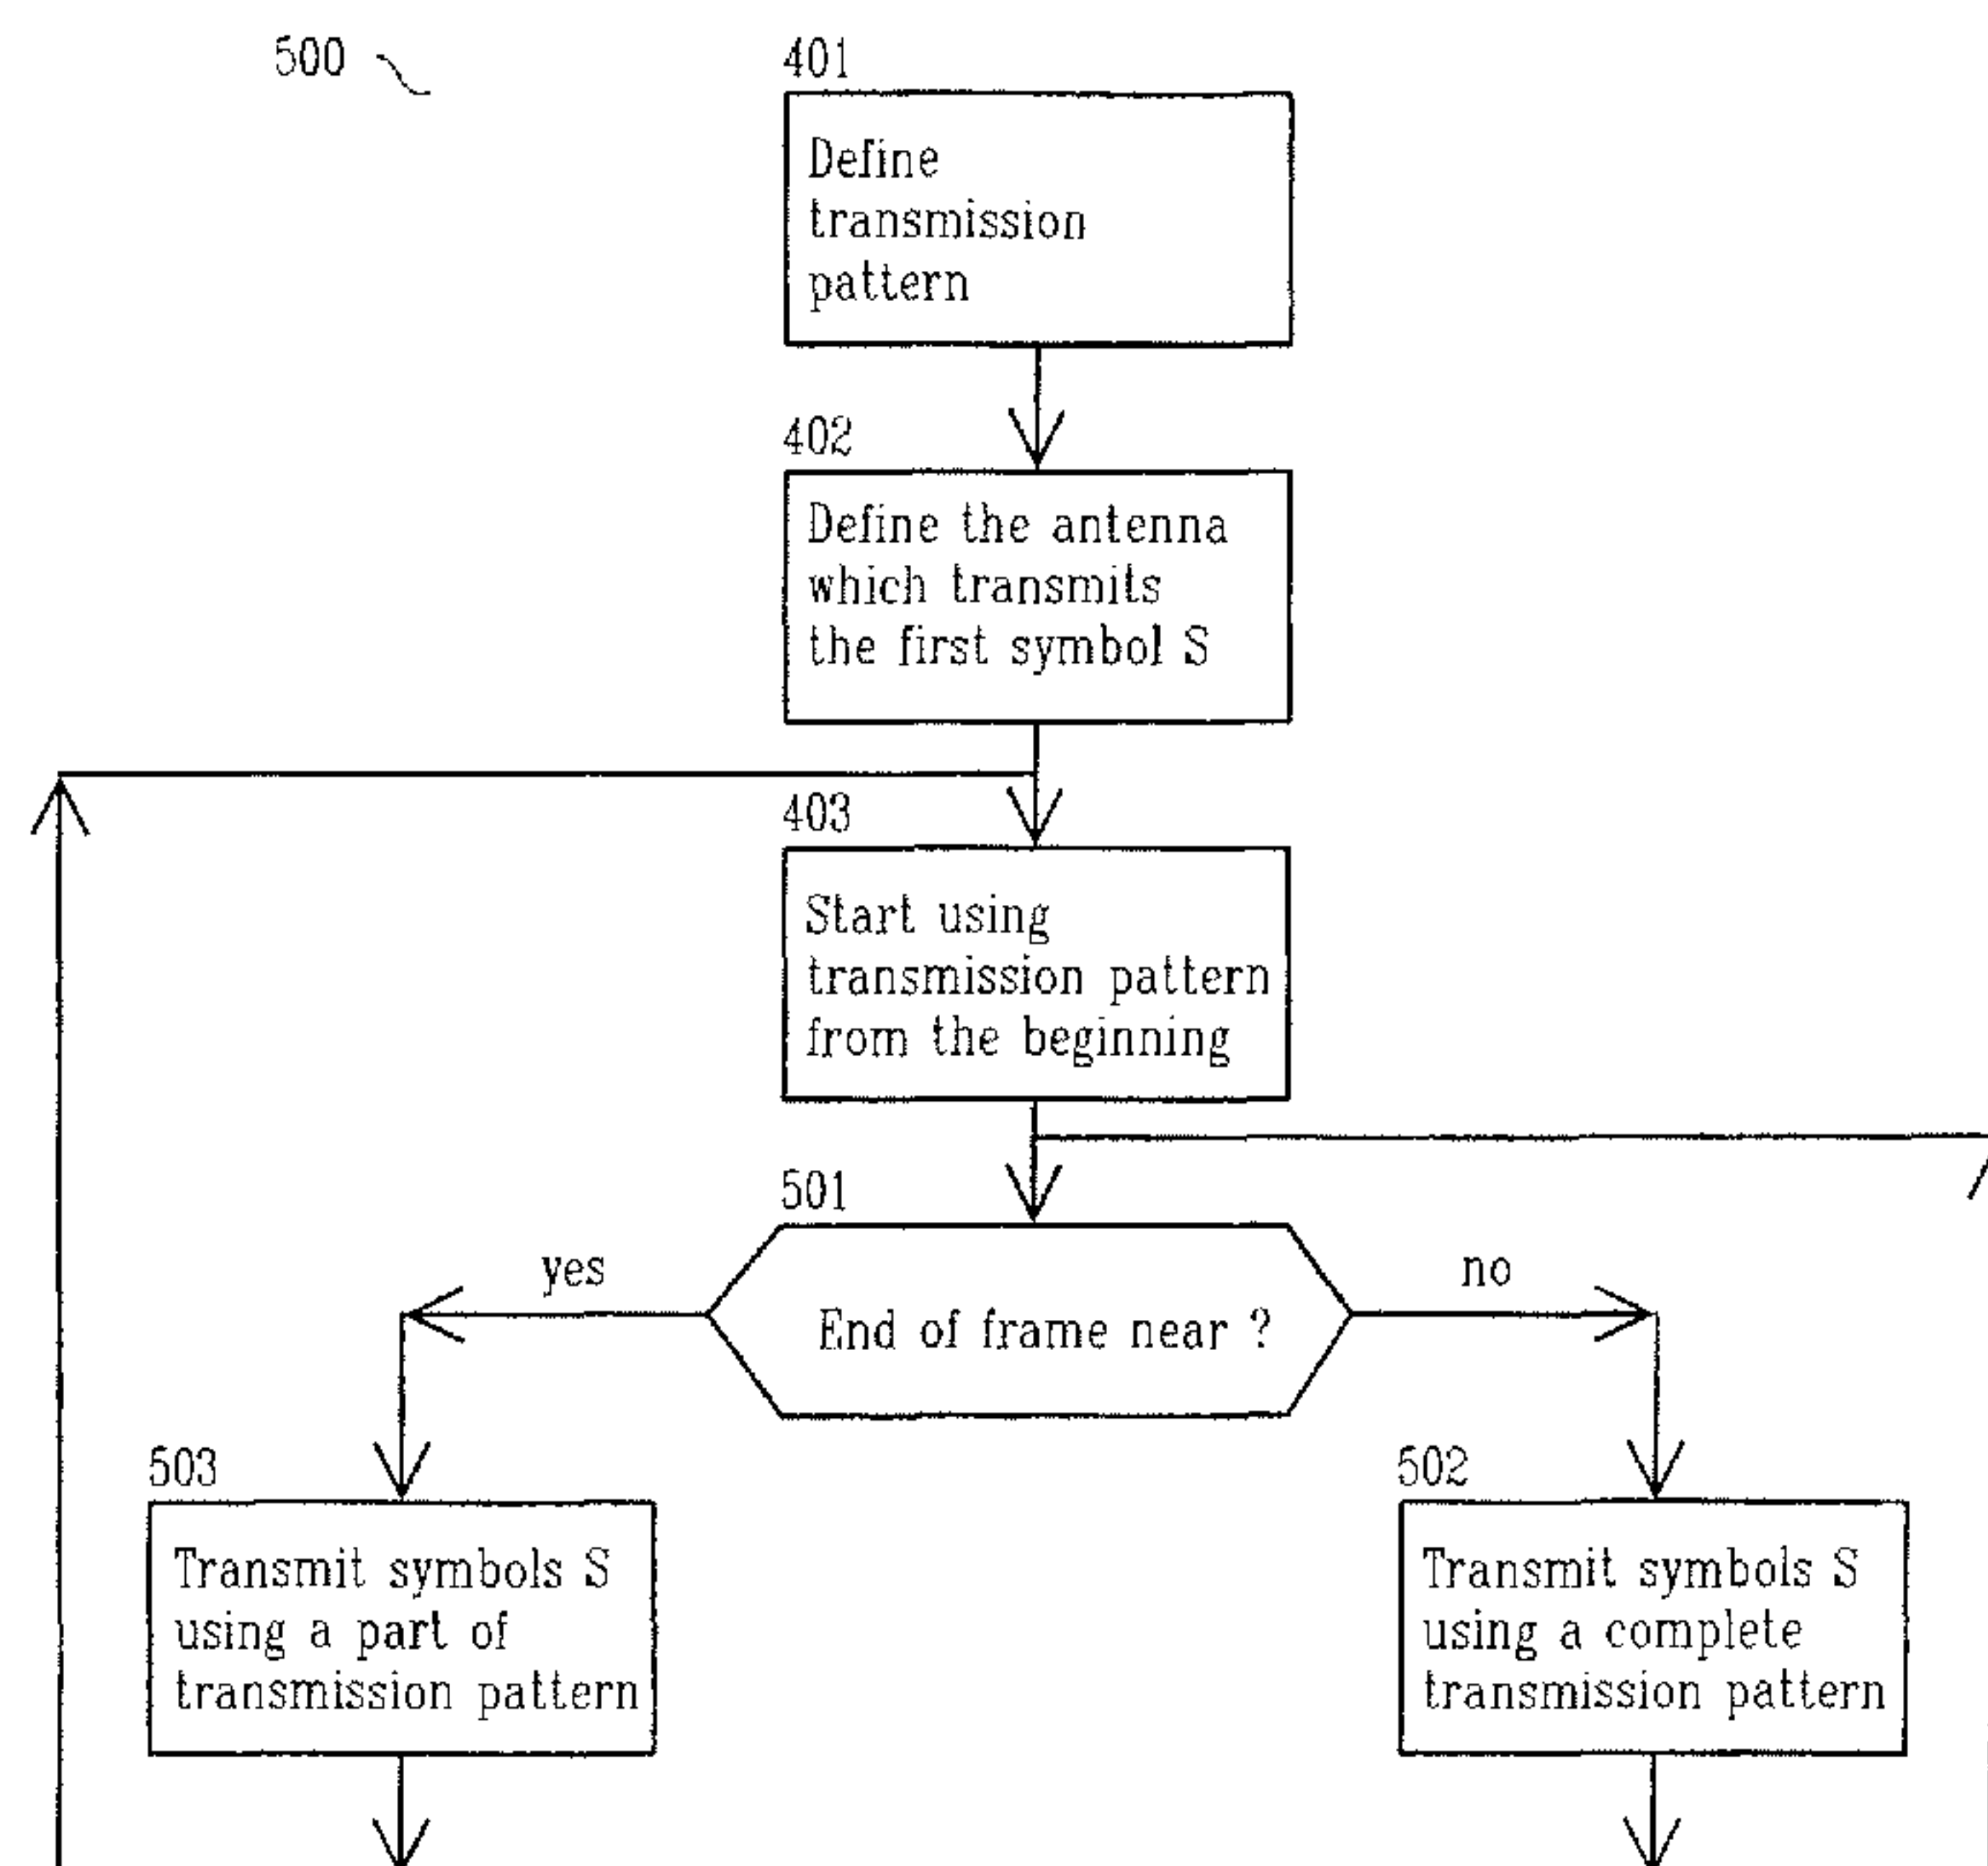 500
401
Define
transmission
pattern
402
Define the antenna
which transmits
the first symbol S
403
Start using
transmission pattern
from the beginning
501
yes
End of frame near ?
no
503
Transmit symbols S
using a part of
transmission pattern
502
Transmit symbols S
using a complete
transmission pattern